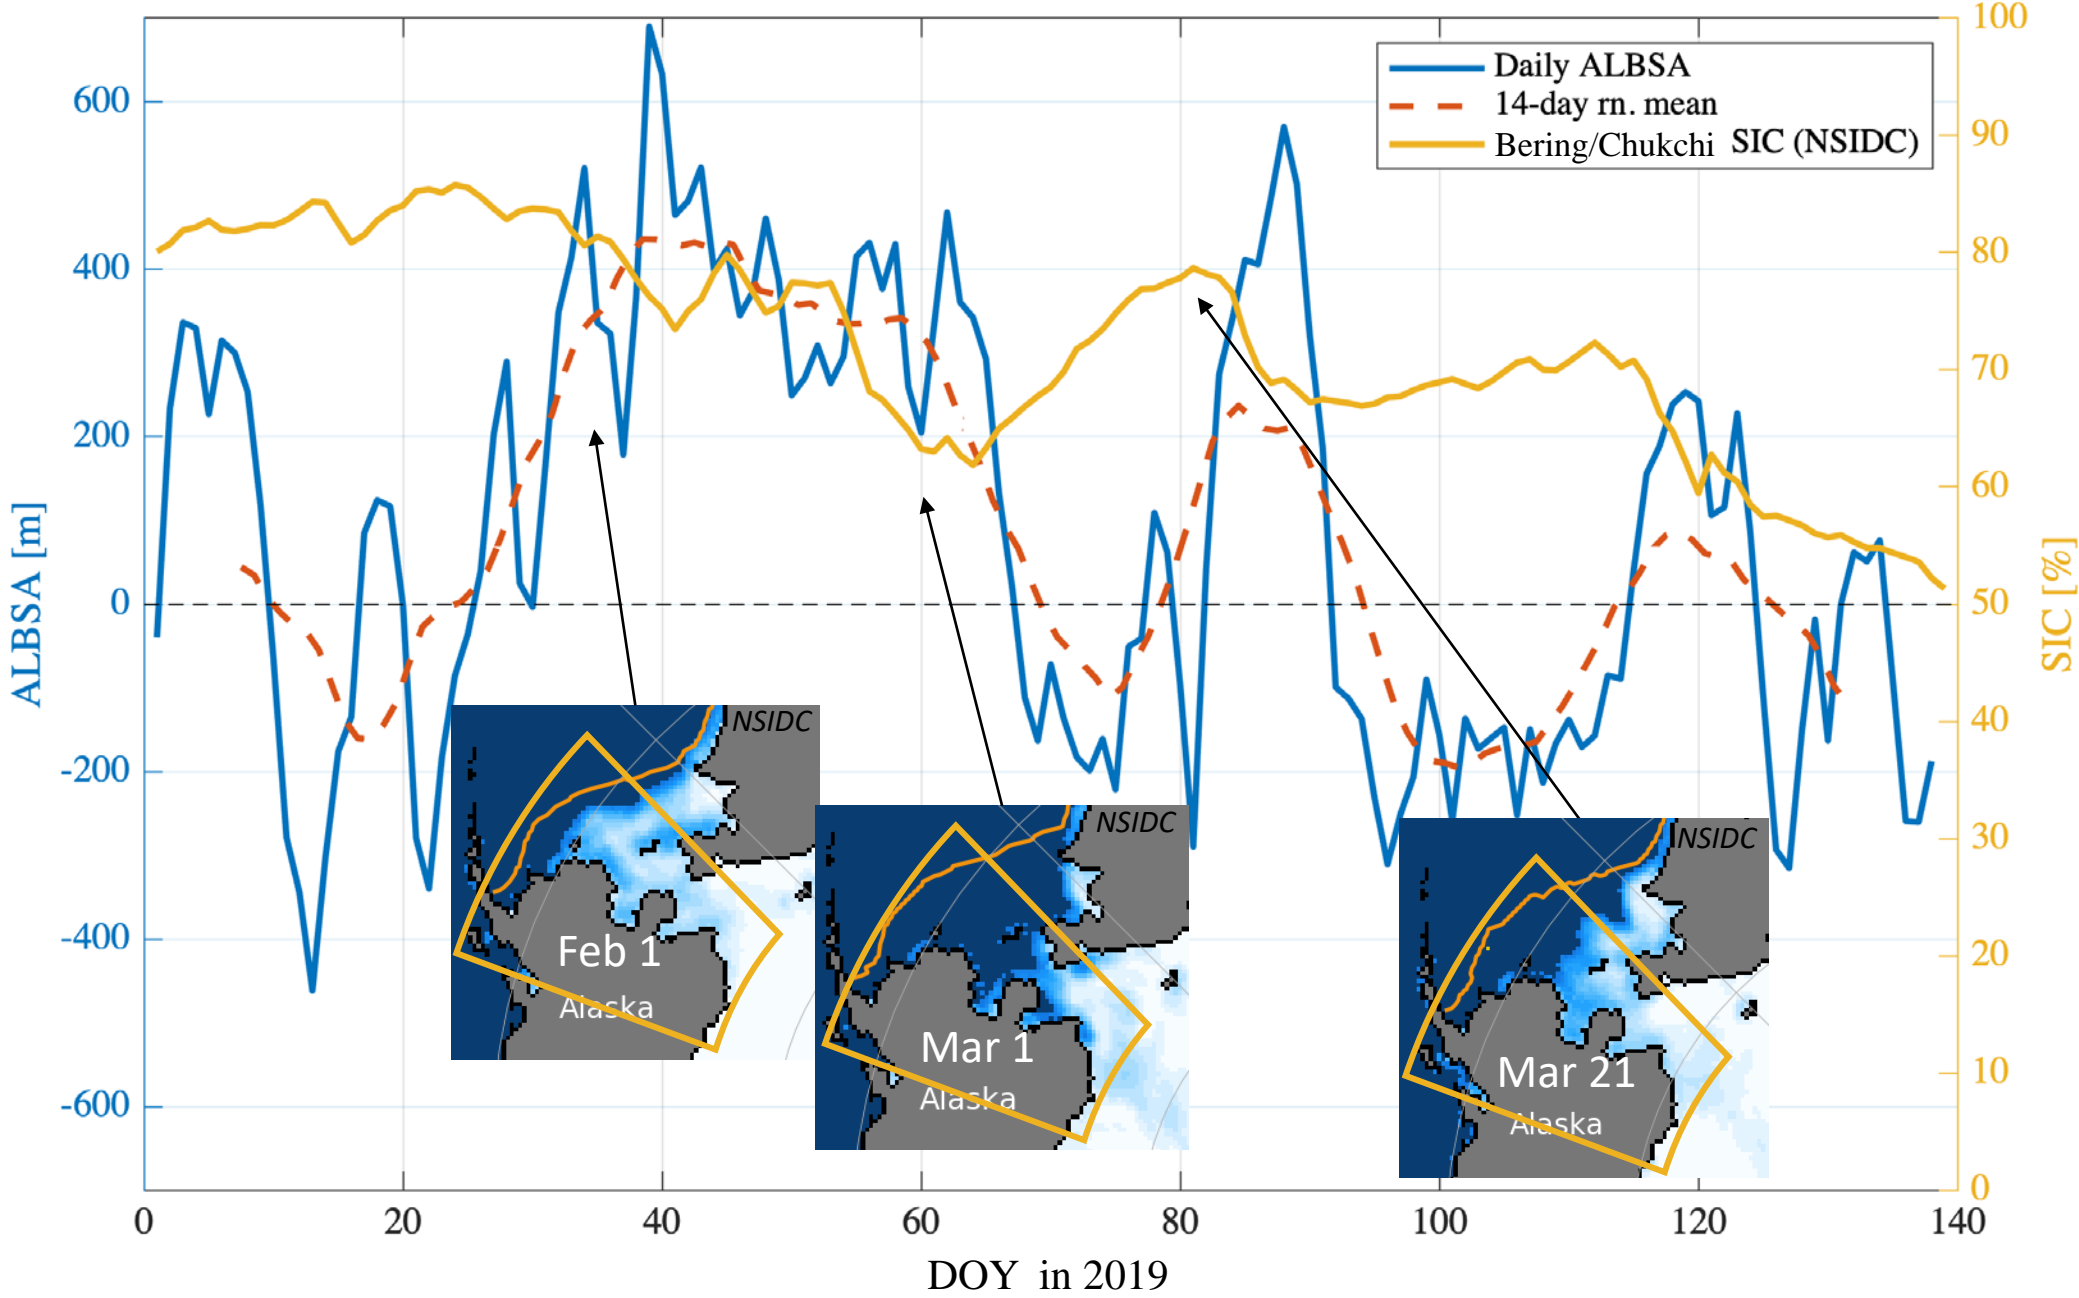 100
600
400
200
0
-200
-400
-600
ALBSA [m]
Daily ALBSA
14-day rn. mean
Bering/Chukchi SIC (NSIDC)
90
80
70
60
50
40
30
20
10
0
SIC [%]
NSIDC
Feb 1
Alaska
NSIDC
Mar 1
Alaska
NSIDC
Mar 21
Alaska
0 20 40 60 80 100 120 140
DOY in 2019